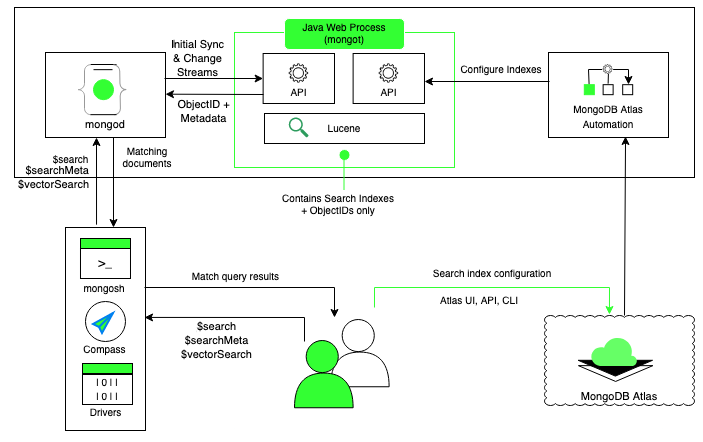 Java Web Process
(mongot)
Initial Sync
& Change
Streams
API
API
Configure Indexes
ObjectID +
Metadata
mongod
Lucene
MongoDB Atlas
Automation
$search
$searchMeta
$vectorSearch
Matching
documents
Contains Search Indexes
+ ObjectIDs only
>_
mongosh
Match query results
Search index configuration
Atlas UI, API, CLI
$search
$searchMeta
$vectorSearch
Compass
IOII
IOII
Drivers
MongoDB Atlas